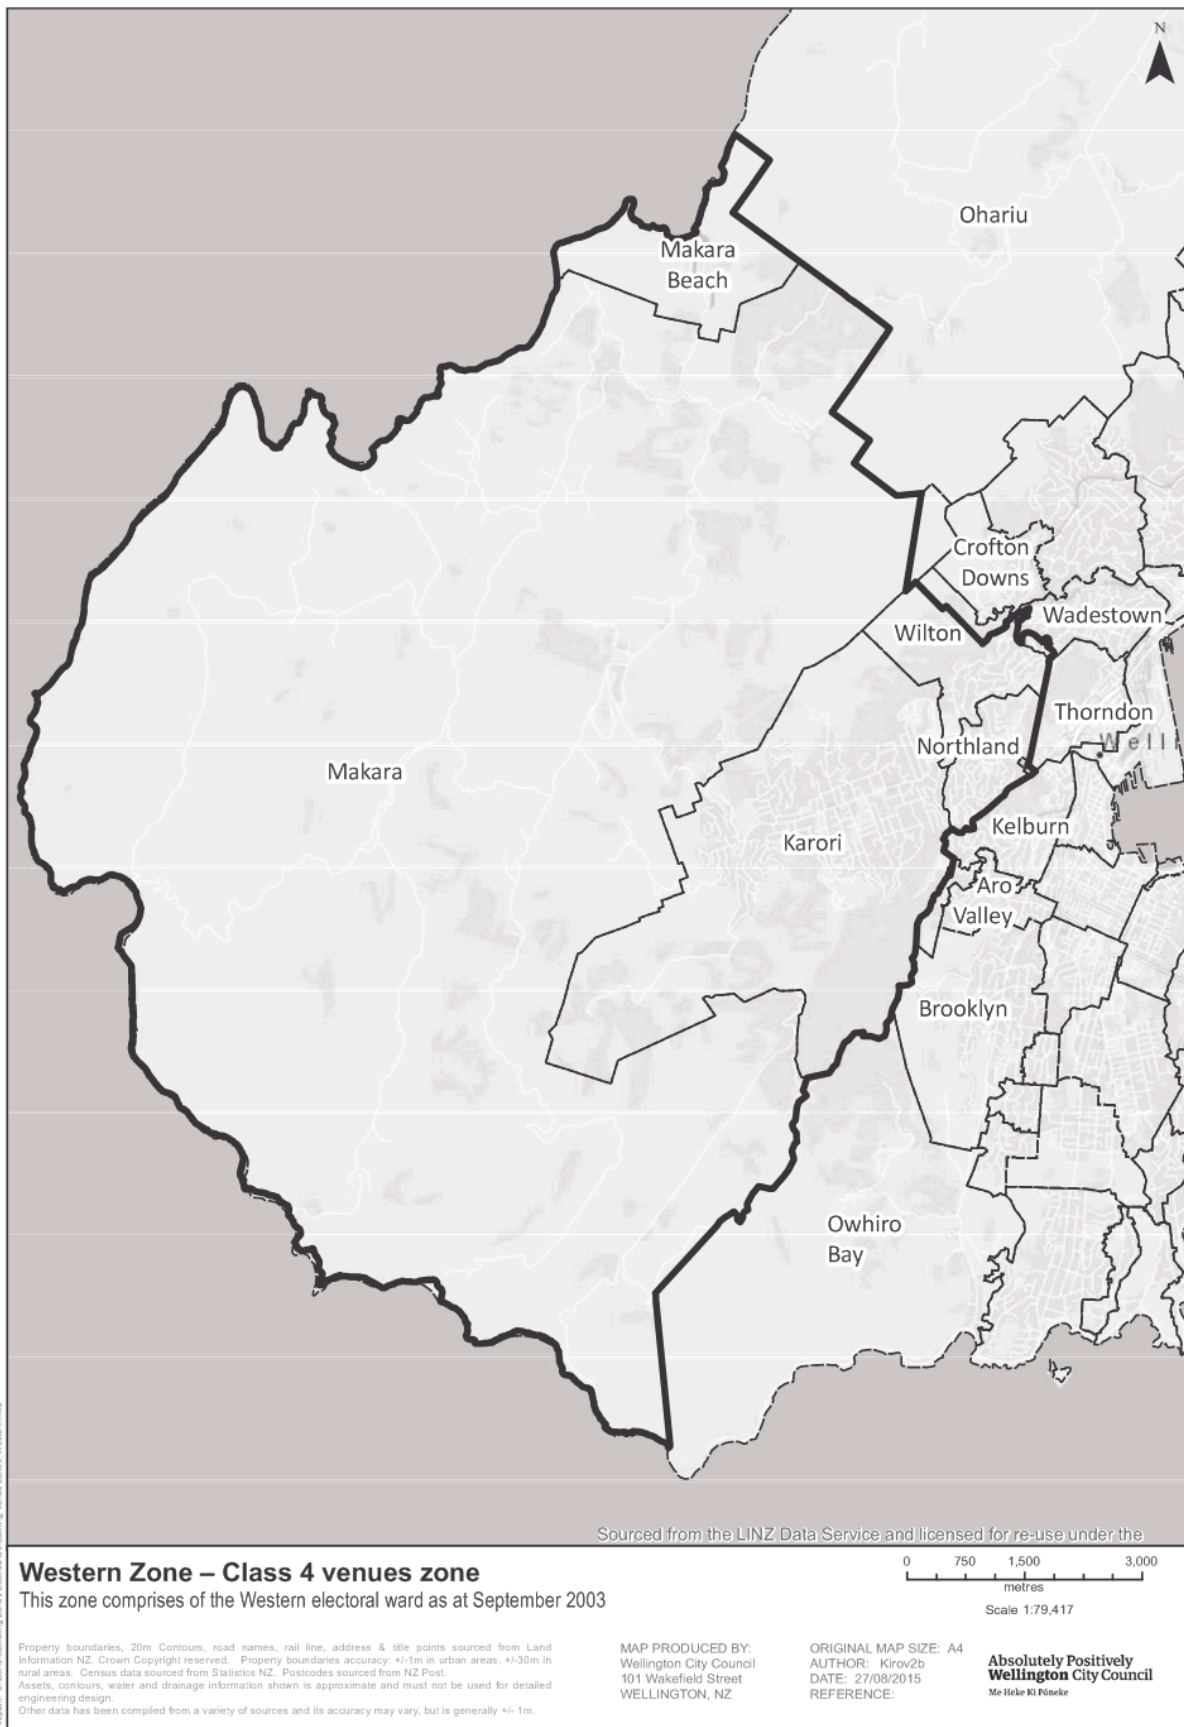 N
Ohariu
Makara
Beach
Crofton
Downs
Wadestown
Wilton
Thorndon
Welli
Northland
Makara
Kelburn
Karori
Aro
Valley
Brooklyn
Owhiro
Bay
Sourced from the LINZ Data Service and licensed for re-use under the
Western Zone – Class 4 venues zone
This zone comprises of the Western electoral ward as at September 2003
0 750 1,500 3,000
metres
Scale 1:79,417
Property boundaries, 20m Contours, road names, rail line, address & title points sourced from Land
Information NZ. Crown Copyright reserved. Property boundaries accuracy: +/-1m in urban areas, +/-30m in
rural areas. Census data sourced from Statistics NZ. Postcodes sourced from NZ Post.
Assets, contours, water and drainage information shown is approximate and must not be used for detailed
engineering design.
Other data has been compiled from a variety of sources and its accuracy may vary, but is generally +/- 1m.
MAP PRODUCED BY:
Wellington City Council
101 Wakefield Street
WELLINGTON, NZ
ORIGINAL MAP SIZE: A4
AUTHOR: Kirov2b
DATE: 27/08/2015
REFERENCE:
Absolutely Positively
Wellington City Council
Me Heke Ki Pōneke